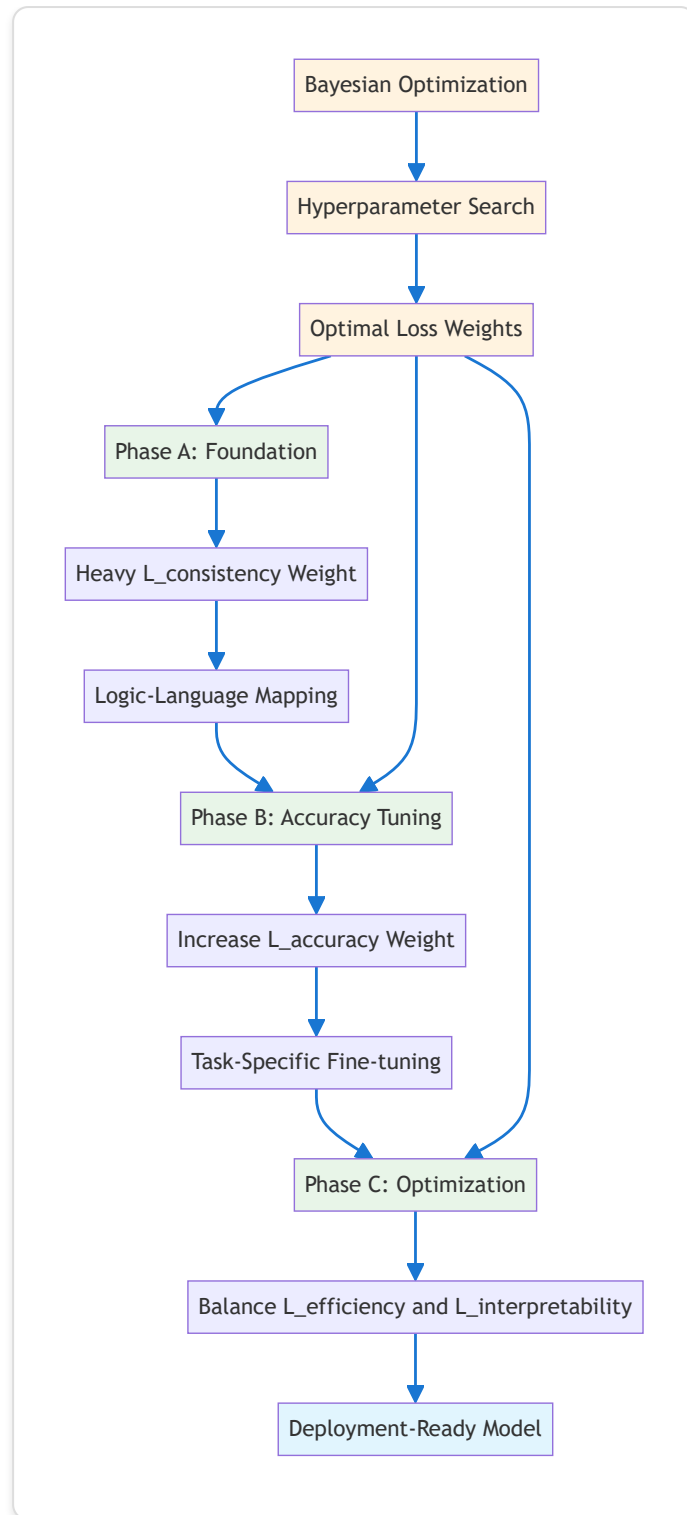 Bayesian Optimization
Hyperparameter Search
Optimal Loss Weights
Phase A: Foundation
Heavy L_consistency Weight
Logic-Language Mapping
Phase B: Accuracy Tuning
Increase L_accuracy Weight
Task-Specific Fine-tuning
Phase C: Optimization
Balance L_efficiency and L_interpretability
Deployment-Ready Model